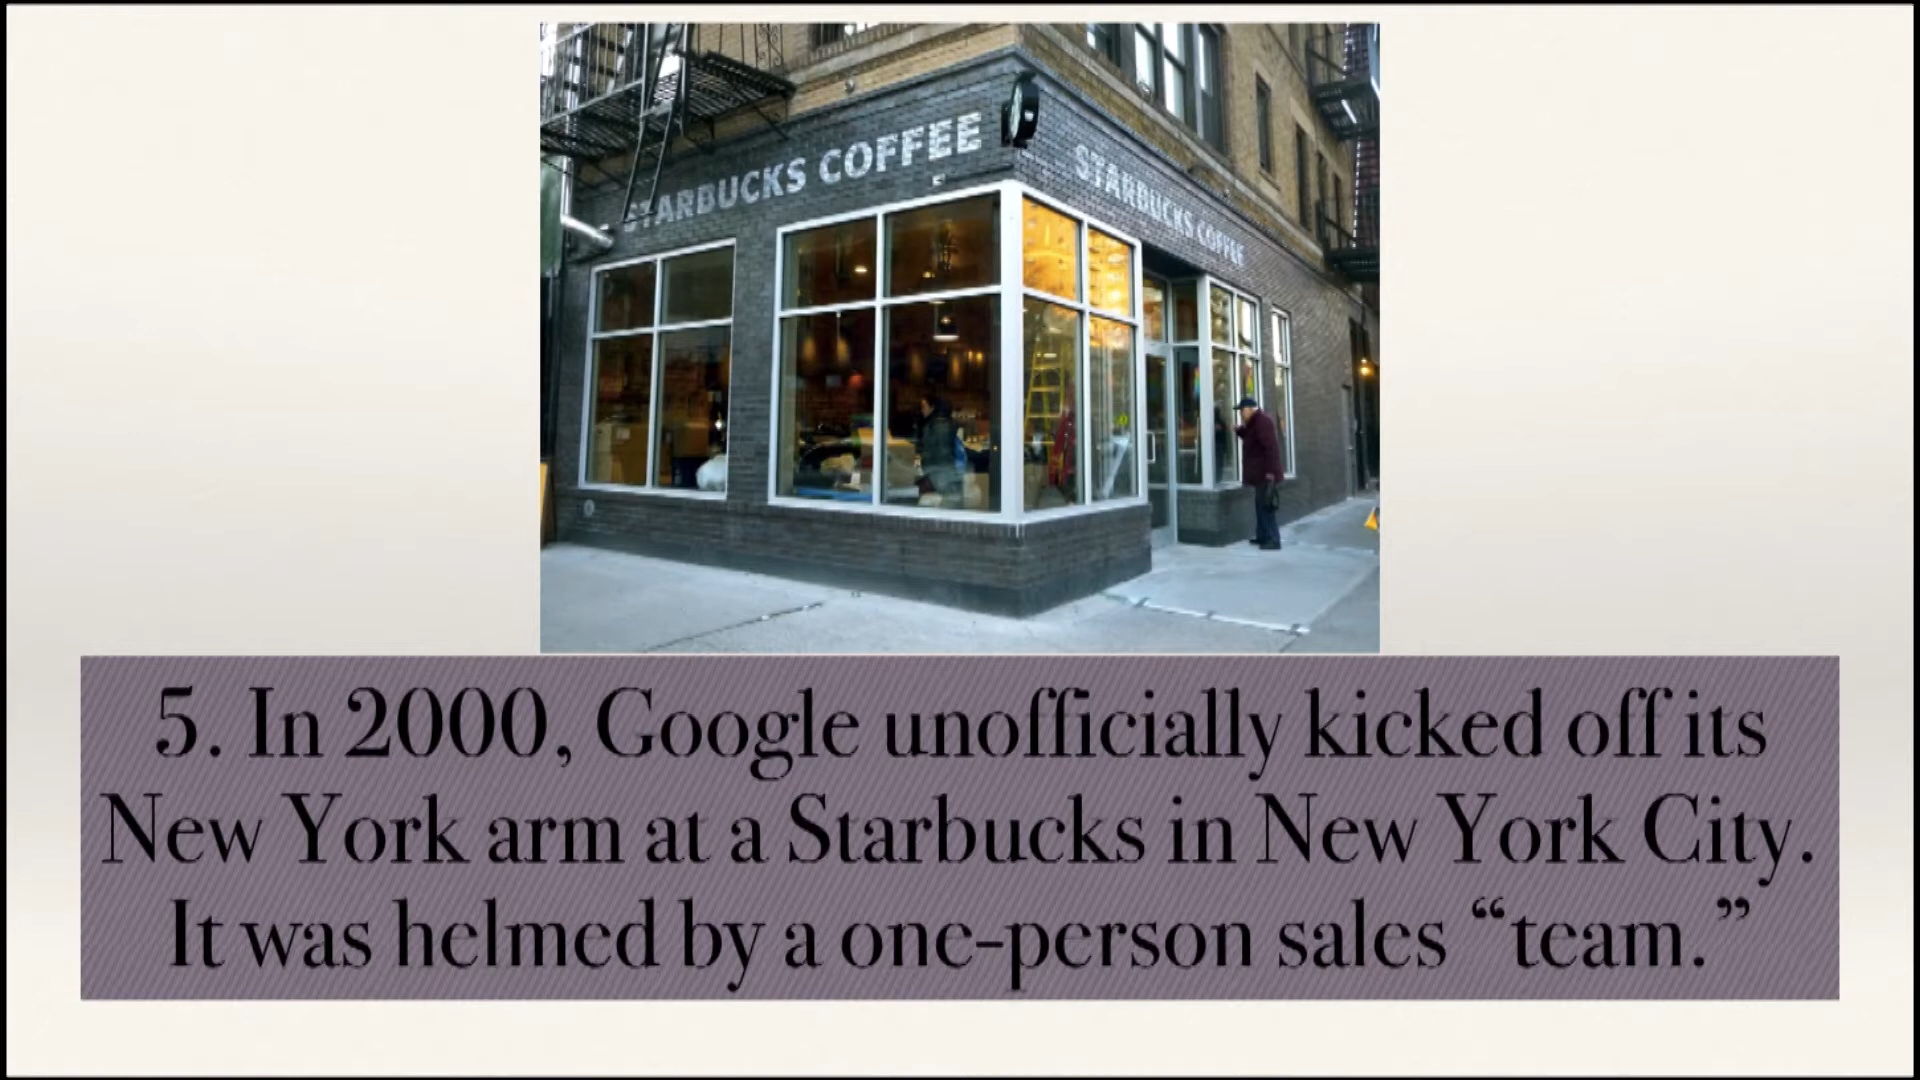 STARBUCKS COFFEE
STARBUCKS COFFEE
5. In 2000, Google unofficially kicked off its
New York arm at a Starbucks in New York City.
It was helmed by a one-person sales “team.”